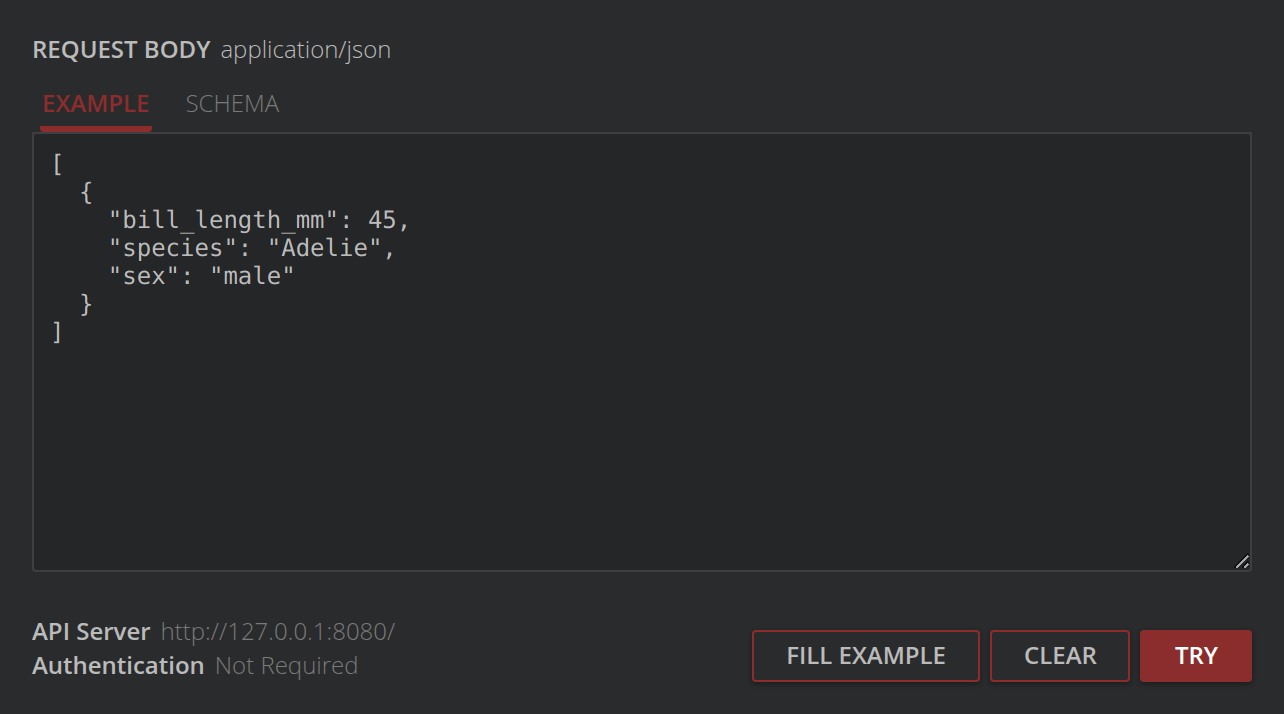 REQUEST BODY application/json
EXAMPLE SCHEMA
[
  {
    "bill_length_mm": 45,
    "species": "Adelie",
    "sex": "male"
  }
]
API Server http://127.0.0.1:8080/
Authentication Not Required
FILL EXAMPLE CLEAR TRY